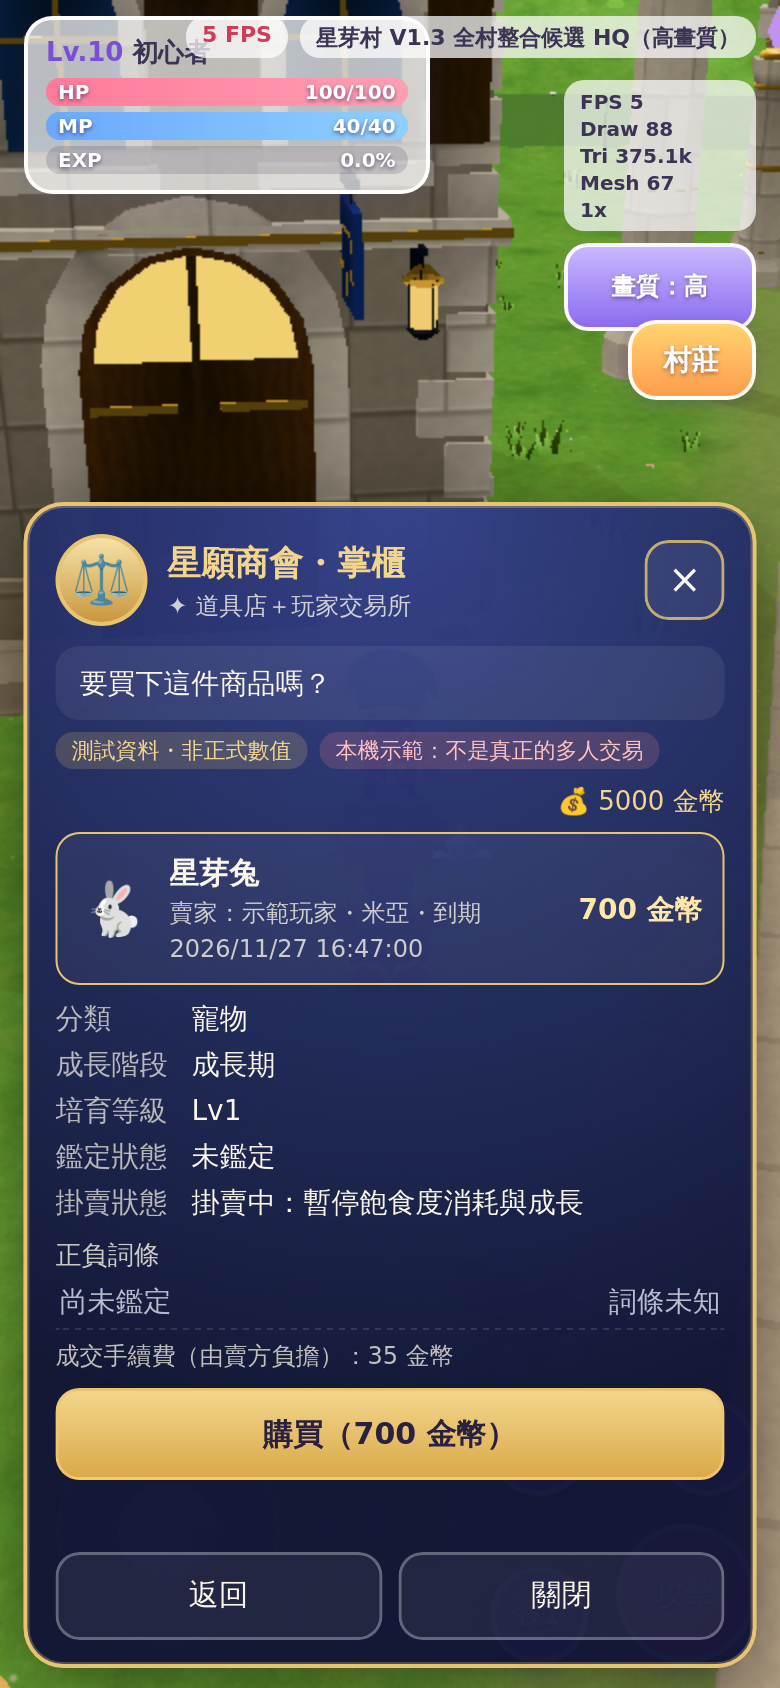 Lv.10 初心者
5 FPS
星芽村 V1.3 全村整合候選 HQ（高畫質）
HP 100/100
MP 40/40
EXP 0.0%
FPS 5
Draw 88
Tri 375.1k
Mesh 67
1x
畫質：高
村莊
星願商會・掌櫃
✦ 道具店＋玩家交易所
×
要買下這件商品嗎？
測試資料・非正式數值
本機示範：不是真正的多人交易
💰 5000 金幣
星芽兔
賣家：示範玩家・米亞・到期
2026/11/27 16:47:00
700 金幣
分類 寵物
成長階段 成長期
培育等級 Lv1
鑑定狀態 未鑑定
掛賣狀態 掛賣中：暫停飽食度消耗與成長
正負詞條
尚未鑑定 詞條未知
成交手續費（由賣方負擔）：35 金幣
購買（700 金幣）
返回
關閉